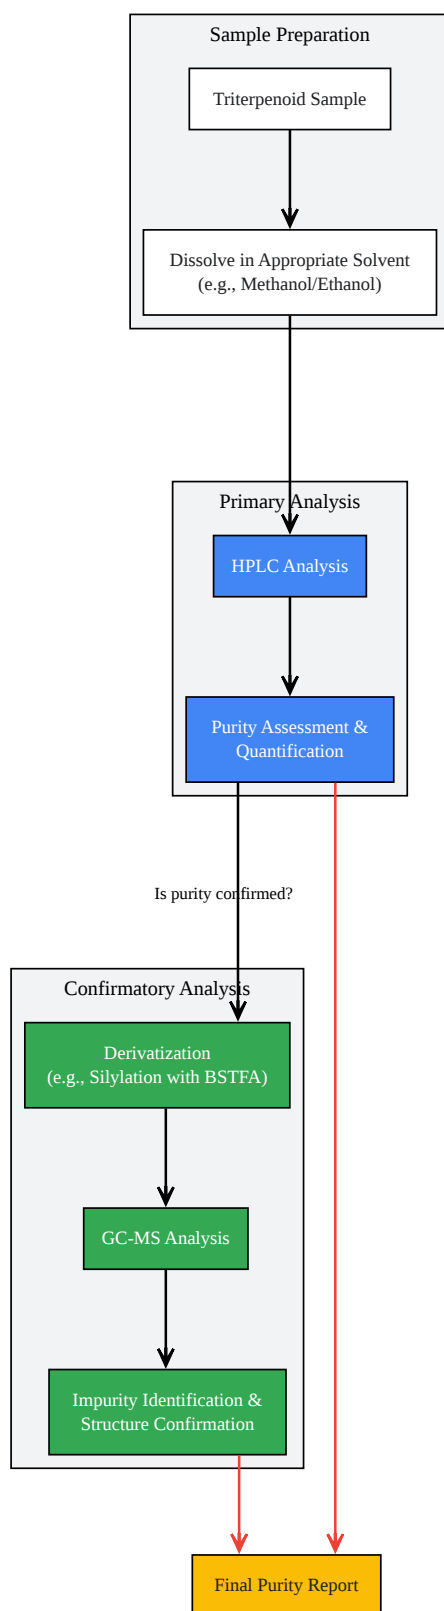 Sample Preparation
Triterpenoid Sample
Dissolve in Appropriate Solvent
(e.g., Methanol/Ethanol)
Primary Analysis
HPLC Analysis
Purity Assessment &
Quantification
Is purity confirmed?
Confirmatory Analysis
Derivatization
(e.g., Silylation with BSTFA)
GC-MS Analysis
Impurity Identification &
Structure Confirmation
Final Purity Report